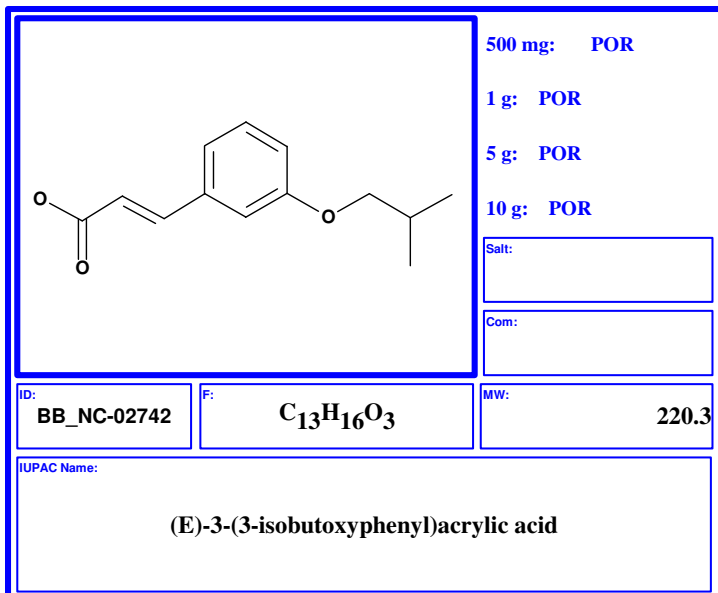 500 mg: POR
1 g: POR
5 g: POR
10 g: POR
O
O
O
Salt:
Com:
ID:
BB_NC-02742
F:
C13H16O3
MW:
220.3
IUPAC Name:
(E)-3-(3-isobutoxyphenyl)acrylic acid